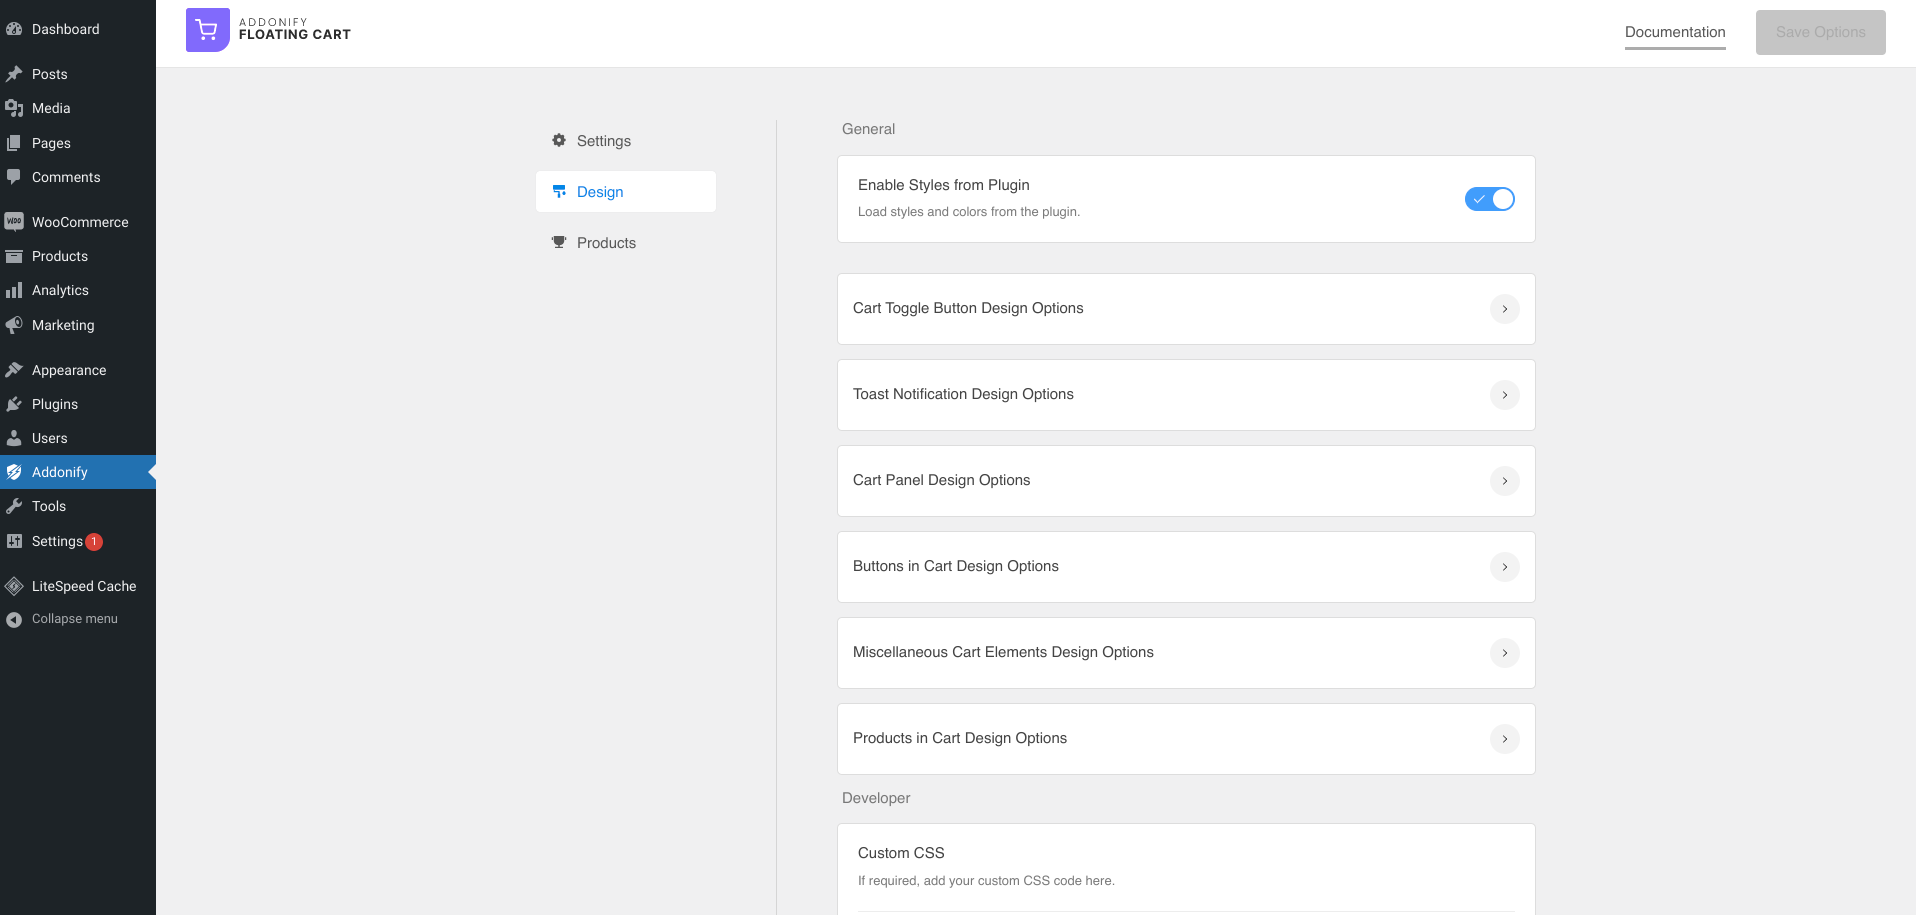 Dashboard
Posts
Media
Pages
Comments
WooCommerce
Products
Analytics
Marketing
Appearance
Plugins
Users
Addonify
Tools
Settings 1
LiteSpeed Cache
Collapse menu
ADDONIFY
FLOATING CART
Documentation
Save Options
Settings
Design
Products
General
Enable Styles from Plugin
Load styles and colors from the plugin.
Cart Toggle Button Design Options
Toast Notification Design Options
Cart Panel Design Options
Buttons in Cart Design Options
Miscellaneous Cart Elements Design Options
Products in Cart Design Options
Developer
Custom CSS
If required, add your custom CSS code here.